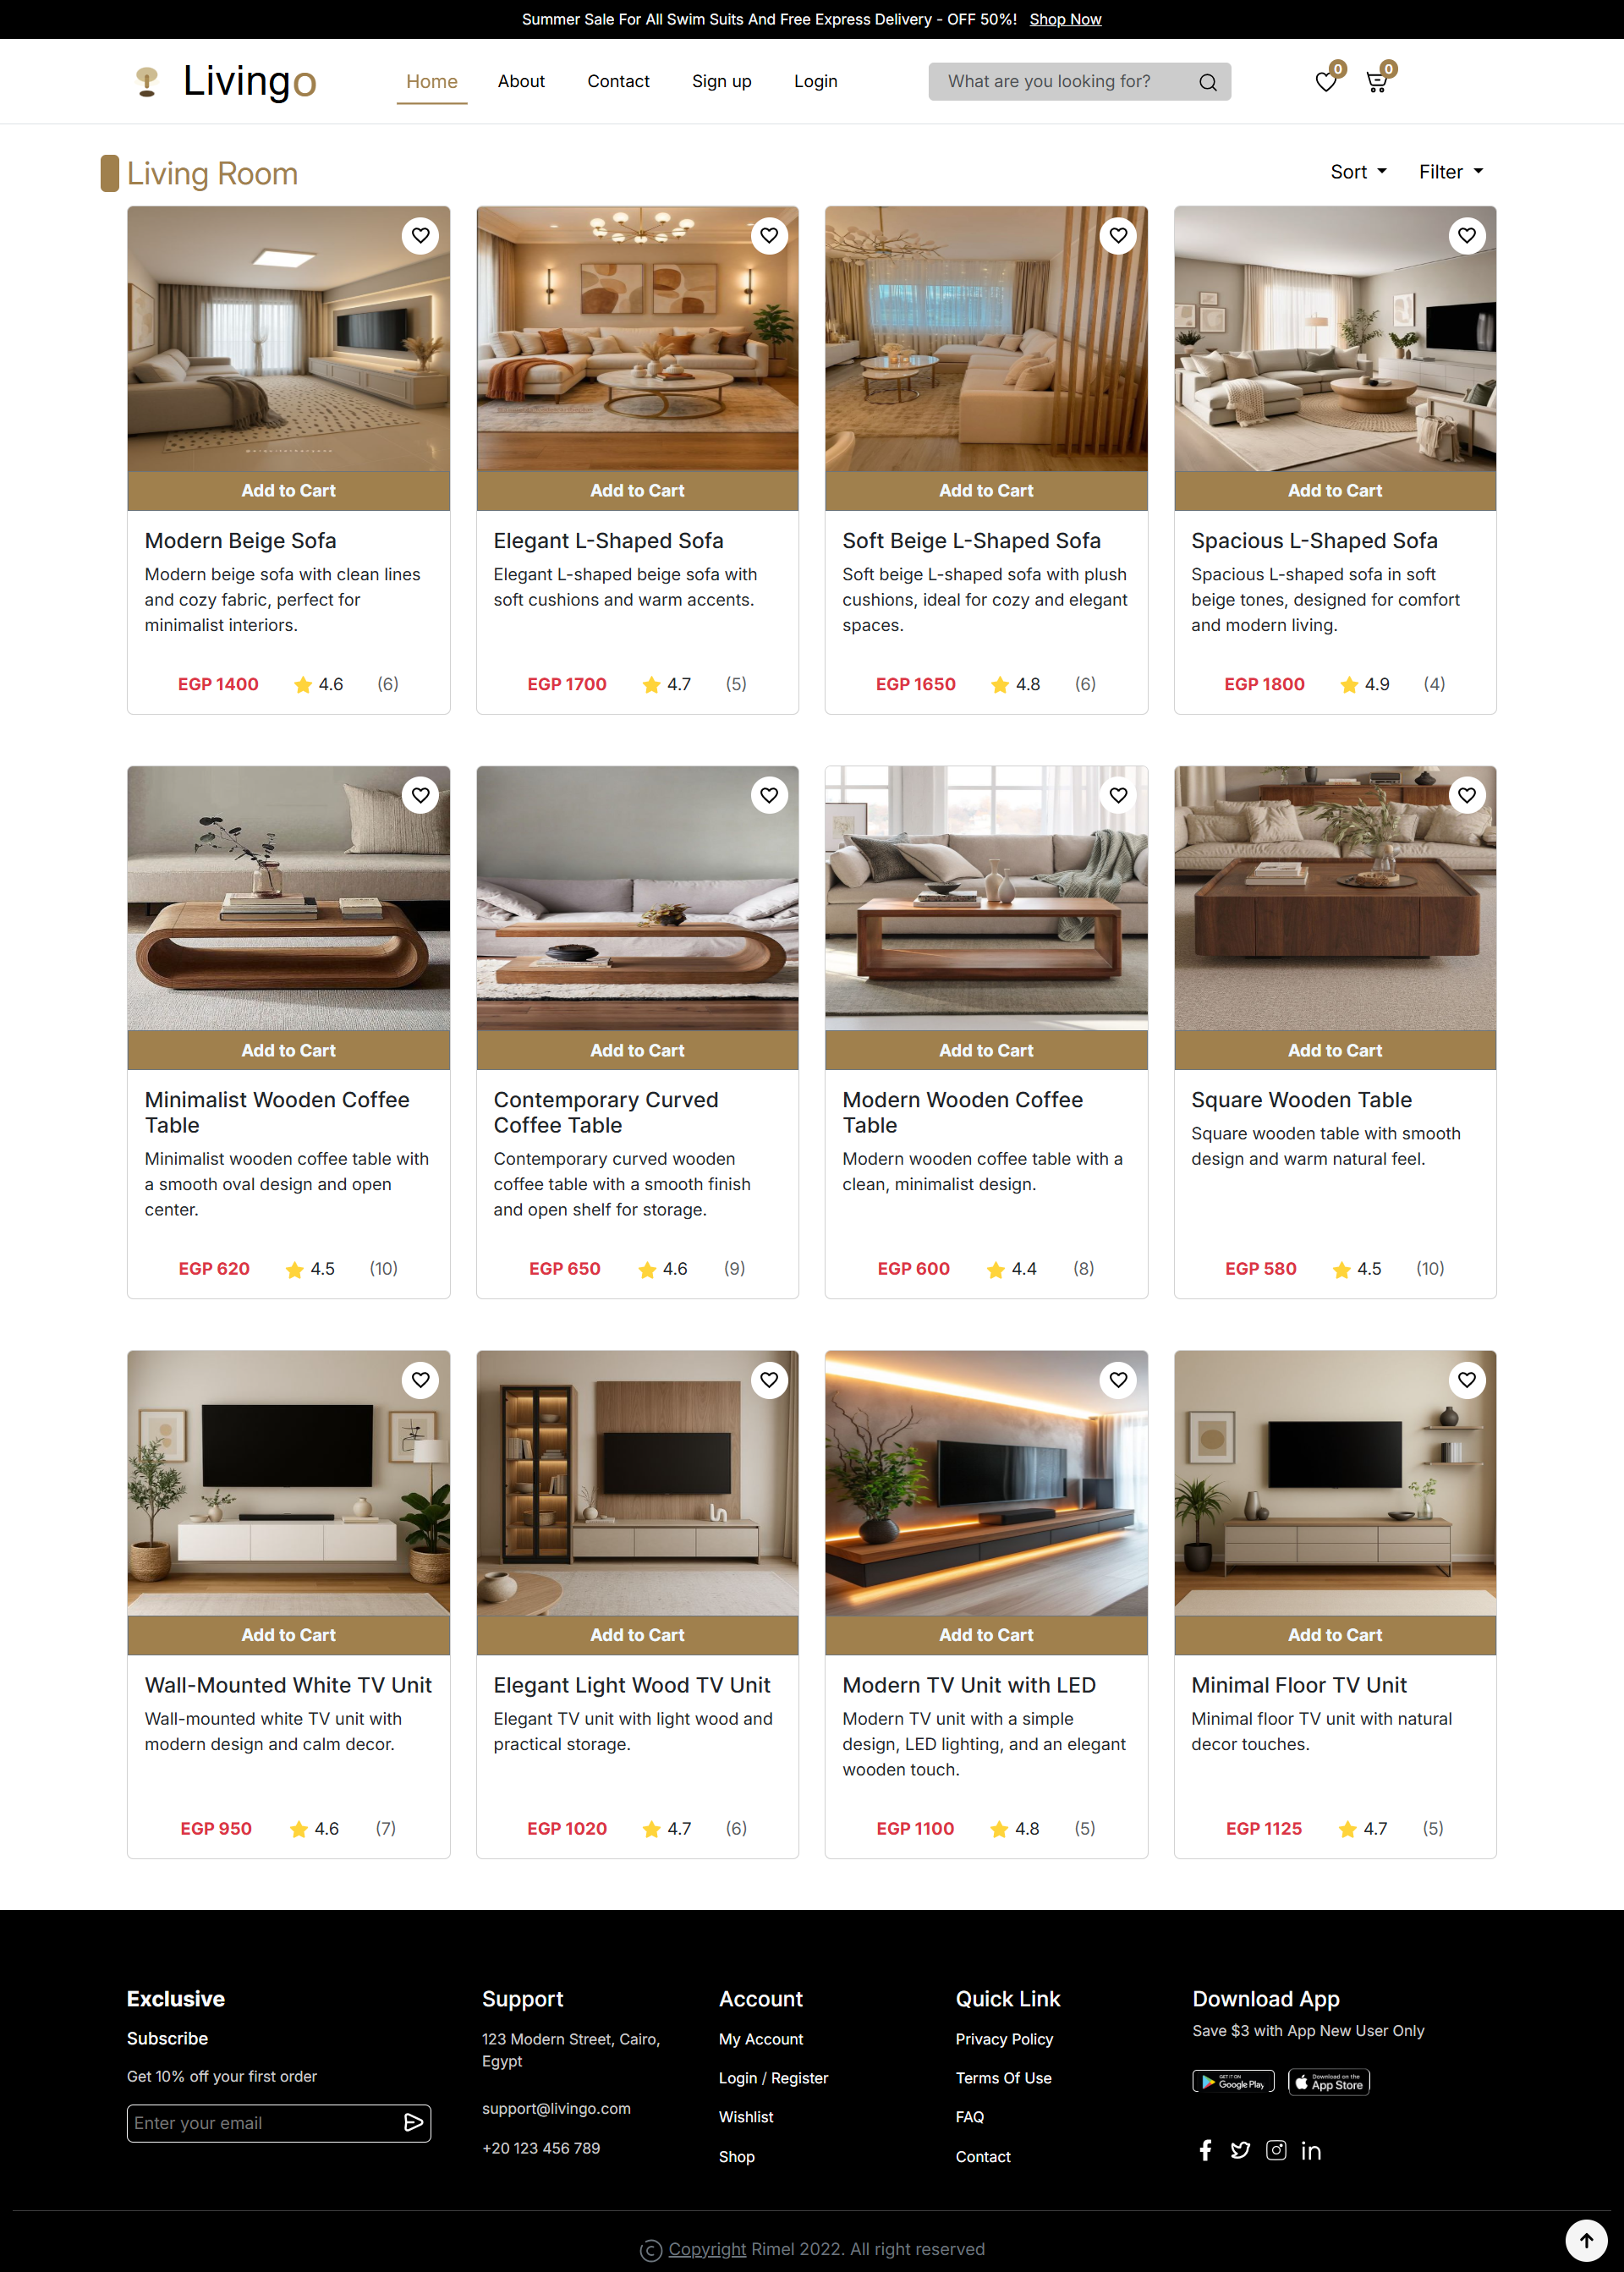 Summer Sale For All Swim Suits And Free Express Delivery - OFF 50%! Shop Now
Livingo
Home
About
Contact
Sign up
Login
What are you looking for?
0
0
Living Room
Sort
Filter
Add to Cart
Add to Cart
Add to Cart
Add to Cart
Modern Beige Sofa
Modern beige sofa with clean lines
and cozy fabric, perfect for
minimalist interiors.
EGP 1400 4.6 (6)
Elegant L-Shaped Sofa
Elegant L-shaped beige sofa with
soft cushions and warm accents.
EGP 1700 4.7 (5)
Soft Beige L-Shaped Sofa
Soft beige L-shaped sofa with plush
cushions, ideal for cozy and elegant
spaces.
EGP 1650 4.8 (6)
Spacious L-Shaped Sofa
Spacious L-shaped sofa in soft
beige tones, designed for comfort
and modern living.
EGP 1800 4.9 (4)
Add to Cart
Add to Cart
Add to Cart
Add to Cart
Minimalist Wooden Coffee
Table
Minimalist wooden coffee table with
a smooth oval design and open
center.
EGP 620 4.5 (10)
Contemporary Curved
Coffee Table
Contemporary curved wooden
coffee table with a smooth finish
and open shelf for storage.
EGP 650 4.6 (9)
Modern Wooden Coffee
Table
Modern wooden coffee table with a
clean, minimalist design.
EGP 600 4.4 (8)
Square Wooden Table
Square wooden table with smooth
design and warm natural feel.
EGP 580 4.5 (10)
Add to Cart
Add to Cart
Add to Cart
Add to Cart
Wall-Mounted White TV Unit
Wall-mounted white TV unit with
modern design and calm decor.
EGP 950 4.6 (7)
Elegant Light Wood TV Unit
Elegant TV unit with light wood and
practical storage.
EGP 1020 4.7 (6)
Modern TV Unit with LED
Modern TV unit with a simple
design, LED lighting, and an elegant
wooden touch.
EGP 1100 4.8 (5)
Minimal Floor TV Unit
Minimal floor TV unit with natural
decor touches.
EGP 1125 4.7 (5)
Exclusive
Subscribe
Get 10% off your first order
Enter your email
Support
123 Modern Street, Cairo,
Egypt
support@livingo.com
+20 123 456 789
Account
My Account
Login / Register
Wishlist
Shop
Quick Link
Privacy Policy
Terms Of Use
FAQ
Contact
Download App
Save $3 with App New User Only
GET IT ON
Google Play
Download on the
App Store
© Copyright Rimel 2022. All right reserved